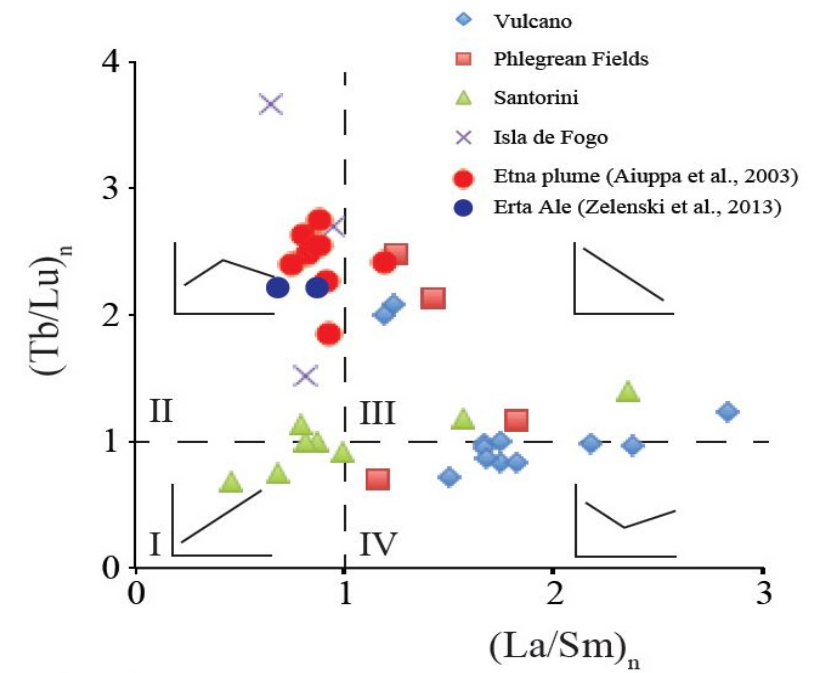 Vulcano
Phlegrean Fields
Santorini
Isla de Fogo
Etna plume (Aiuppa et al., 2003)
Erta Ale (Zelenski et al., 2013)
4
3
2
1
0
(Tb/Lu)n
II
III
I
IV
0
1
2
3
(La/Sm)n